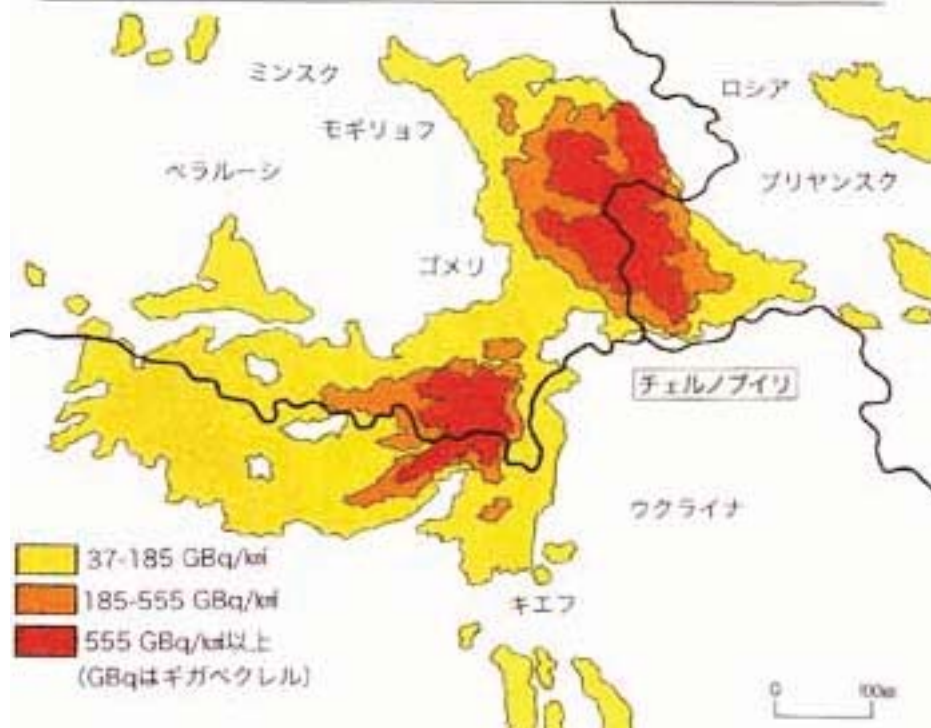 ミンスク
ロシア
モギリョフ
ベラルーシ
ブリヤンスク
ゴメリ
チェルノブイリ
ウクライナ
37-185 GBq/㎢
185-555 GBq/㎢
キエフ
555 GBq/㎢以上
(GBqはギガベクレル)
0 100㎞